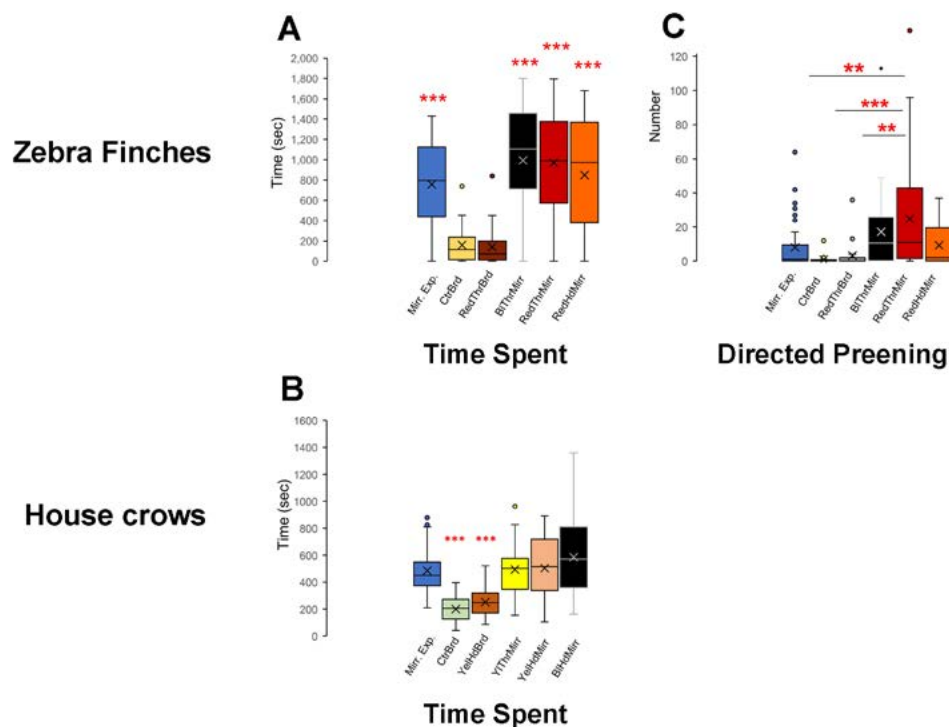 A
C
Zebra Finches
Time (sec)
2,000
1,800
1,600
1,400
1,200
1,000
800
600
400
200
0
***
***
***
***
Mirr. Exp.
CtrBrd
RedThrBrd
BlThrMirr
RedThrMirr
RedHdMirr
Time Spent
Number
120
100
80
60
40
20
0
**
***
**
Mirr. Exp.
CtrBrd
RedThrBrd
BlThrMirr
RedThrMirr
RedHdMirr
Directed Preening
B
House crows
Time (sec)
1600
1400
1200
1000
800
600
400
200
0
***
***
Mirr. Exp.
CtrBrd
YelHdBrd
YlThrMirr
YelHdMirr
BlHdMirr
Time Spent